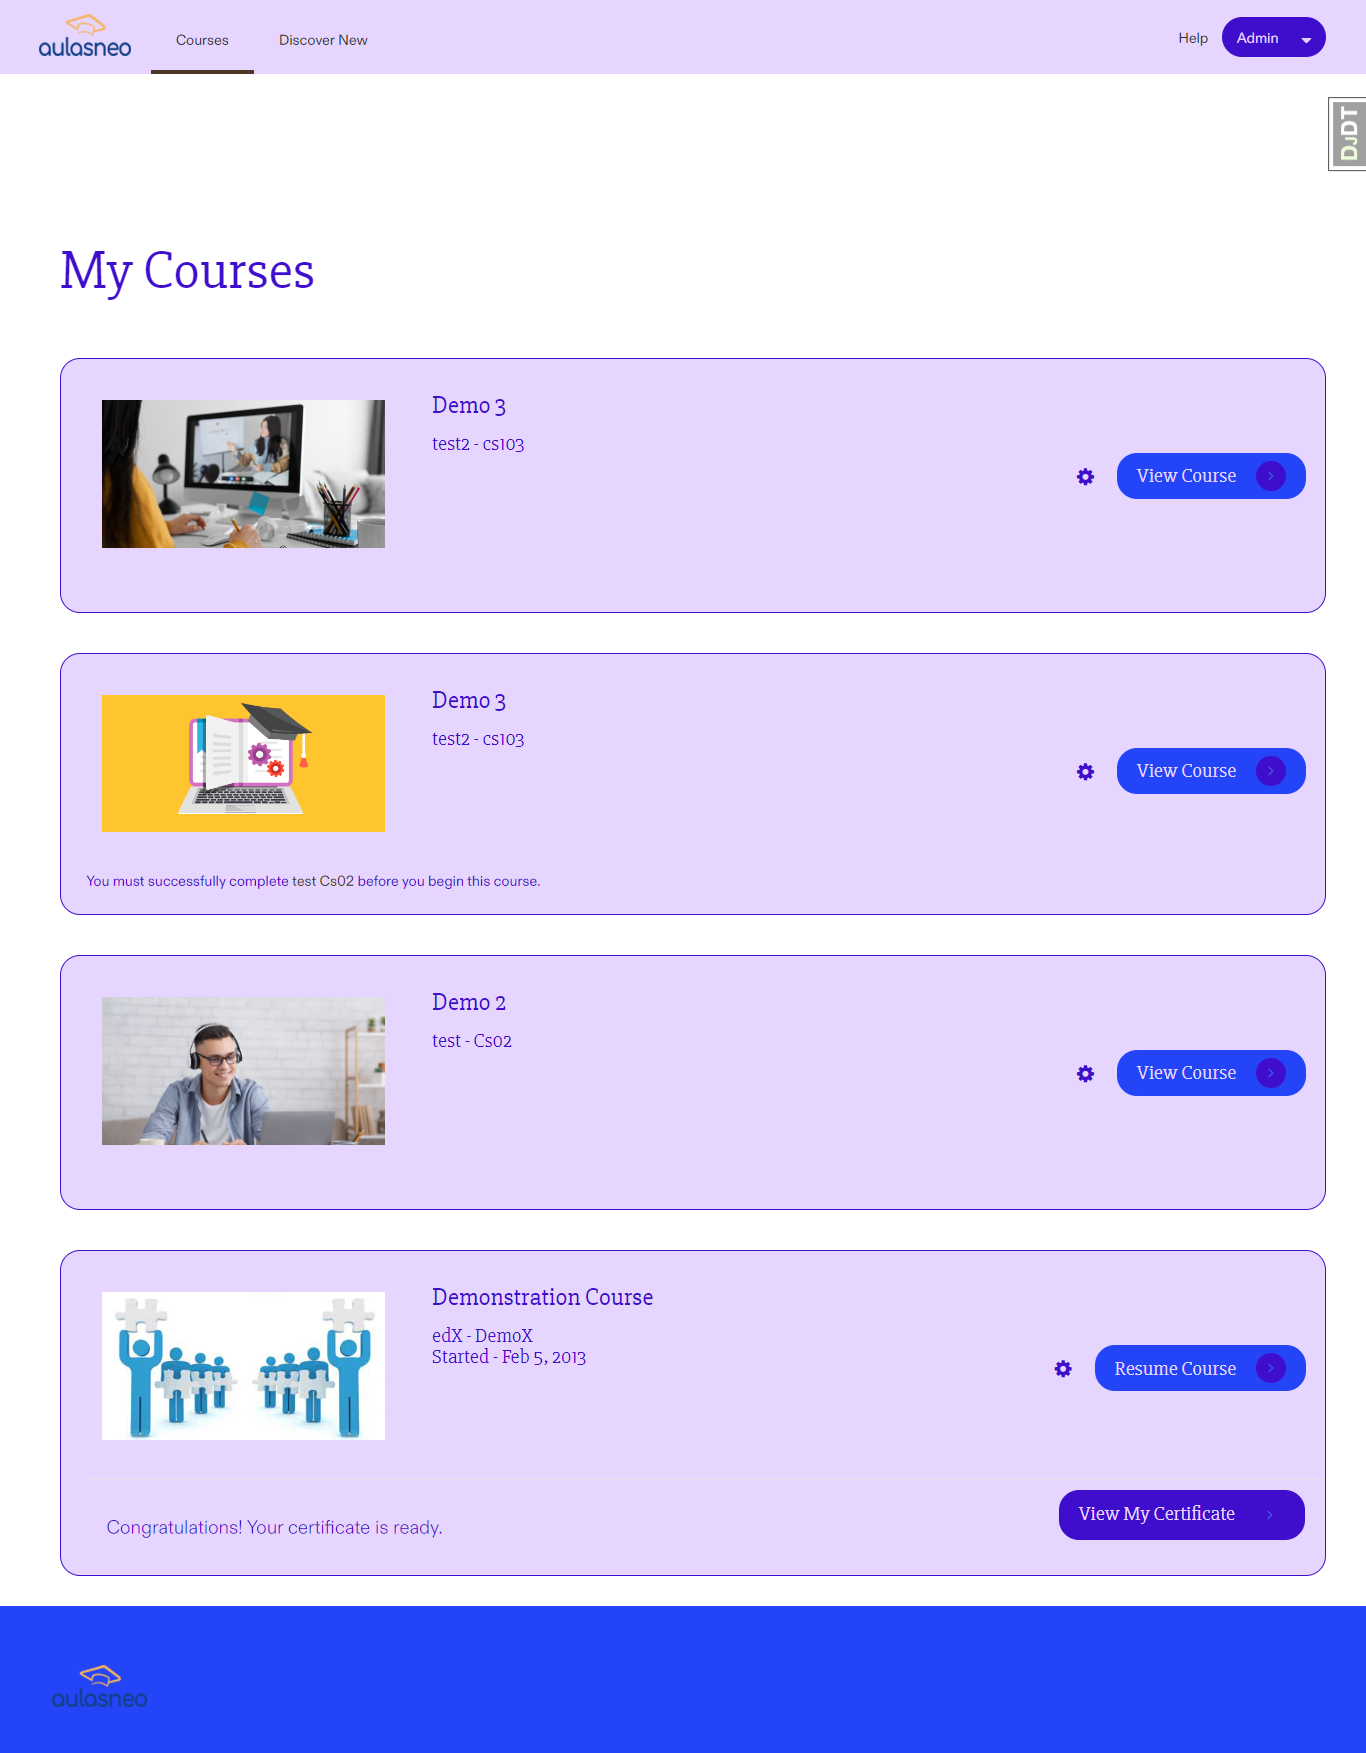 aulasneo
Courses
Discover New
Help
Admin
DJDT
My Courses
Demo 3
test2 - cs103
View Course
Demo 3
test2 - cs103
View Course
You must successfully complete test Cs02 before you begin this course.
Demo 2
test - Cs02
View Course
Demonstration Course
edX - DemoX
Started - Feb 5, 2013
Resume Course
Congratulations! Your certificate is ready.
View My Certificate
aulasneo